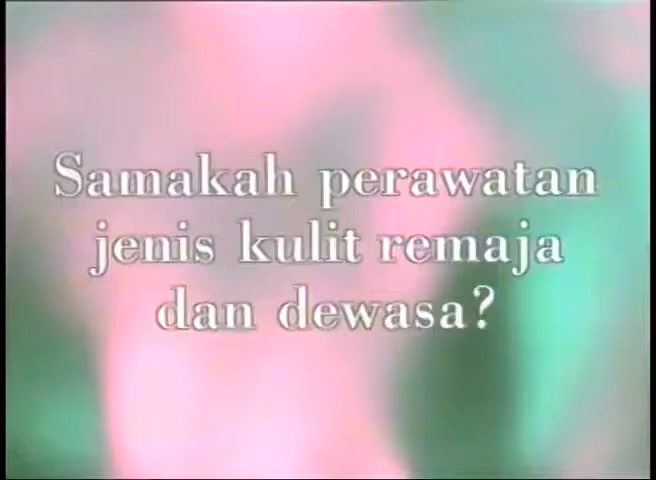 Samakah perawatan
jenis kulit remaja
dan dewasa?